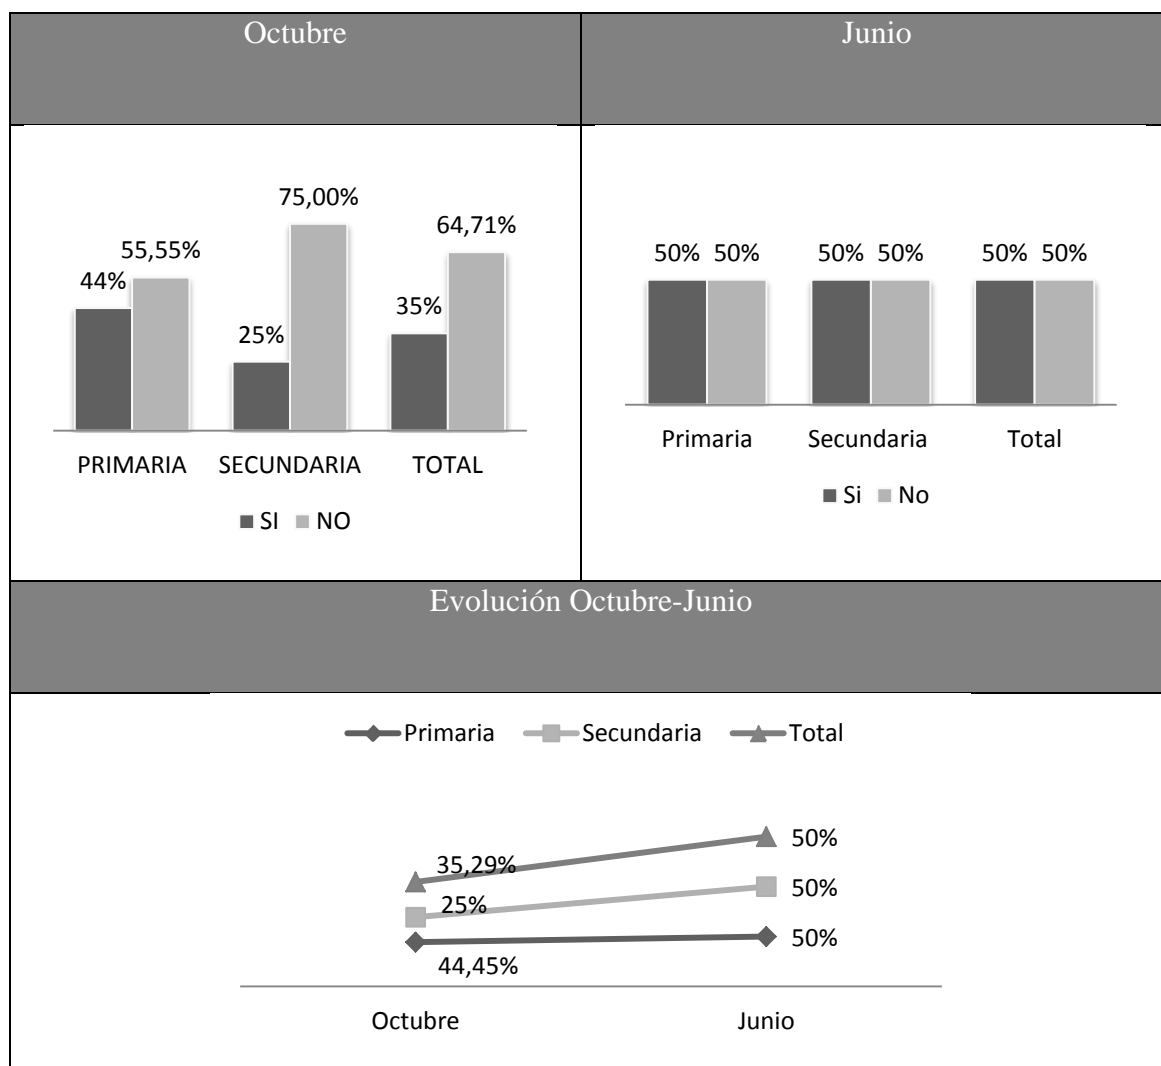 Octubre
Junio
75,00%
64,71%
55,55%
44%
35%
25%
PRIMARIA SECUNDARIA TOTAL
SI NO
50% 50% 50% 50% 50% 50%
Primaria Secundaria Total
Si No
Evolución Octubre-Junio
Primaria Secundaria Total
35,29%
50%
25%
50%
44,45%
50%
Octubre Junio